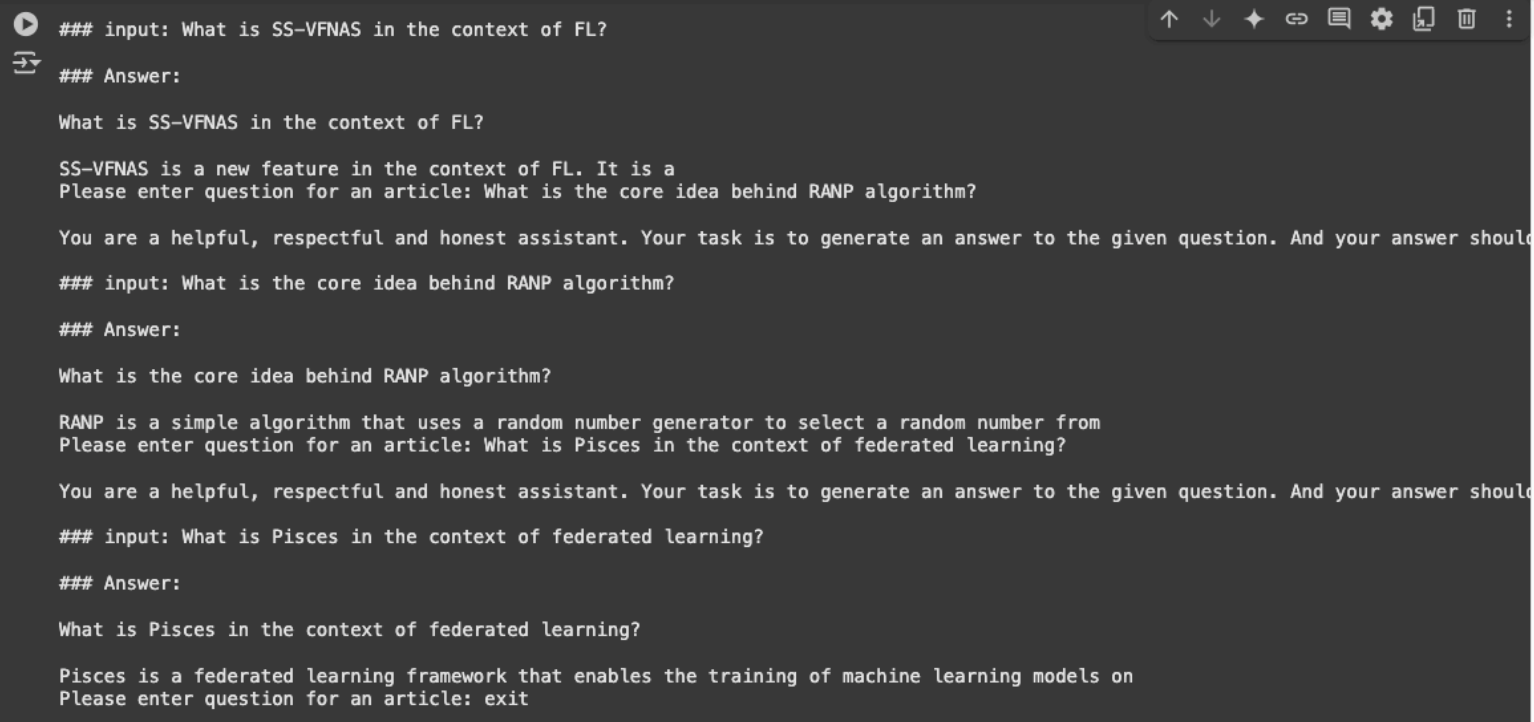 ### input: What is SS-VFNAS in the context of FL?
### Answer:
What is SS-VFNAS in the context of FL?
SS-VFNAS is a new feature in the context of FL. It is a
Please enter question for an article: What is the core idea behind RANP algorithm?
You are a helpful, respectful and honest assistant. Your task is to generate an answer to the given question. And your answer should
### input: What is the core idea behind RANP algorithm?
### Answer:
What is the core idea behind RANP algorithm?
RANP is a simple algorithm that uses a random number generator to select a random number from
Please enter question for an article: What is Pisces in the context of federated learning?
You are a helpful, respectful and honest assistant. Your task is to generate an answer to the given question. And your answer should
### input: What is Pisces in the context of federated learning?
### Answer:
What is Pisces in the context of federated learning?
Pisces is a federated learning framework that enables the training of machine learning models on
Please enter question for an article: exit